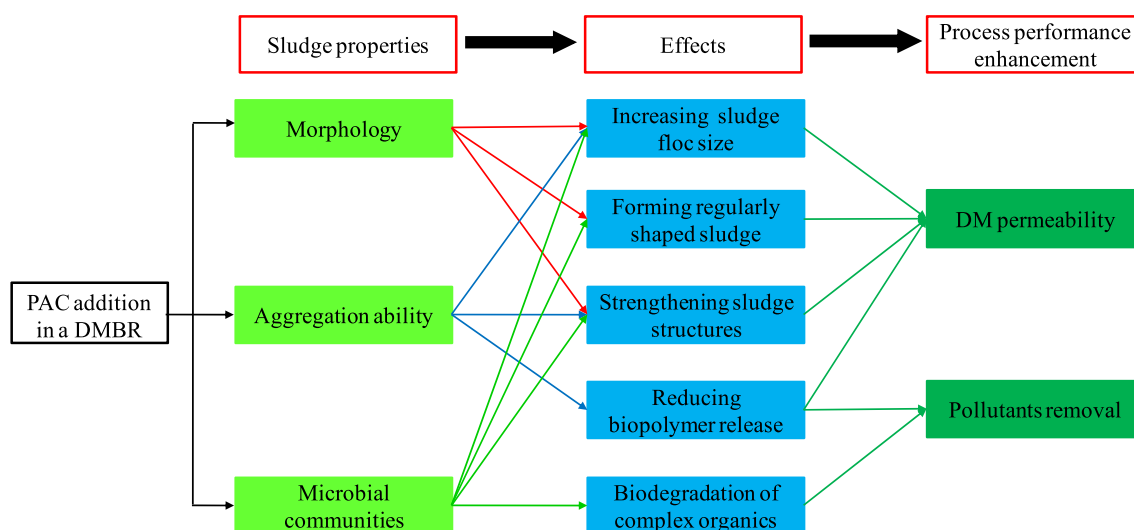 Sludge properties
Effects
Process performance
enhancement
Morphology
Increasing sludge
floc size
Forming regularly
shaped sludge
DM permeability
PAC addition
in a DMBR
Aggregation ability
Strengthening sludge
structures
Reducing
biopolymer release
Pollutants removal
Microbial
communities
Biodegradation of
complex organics